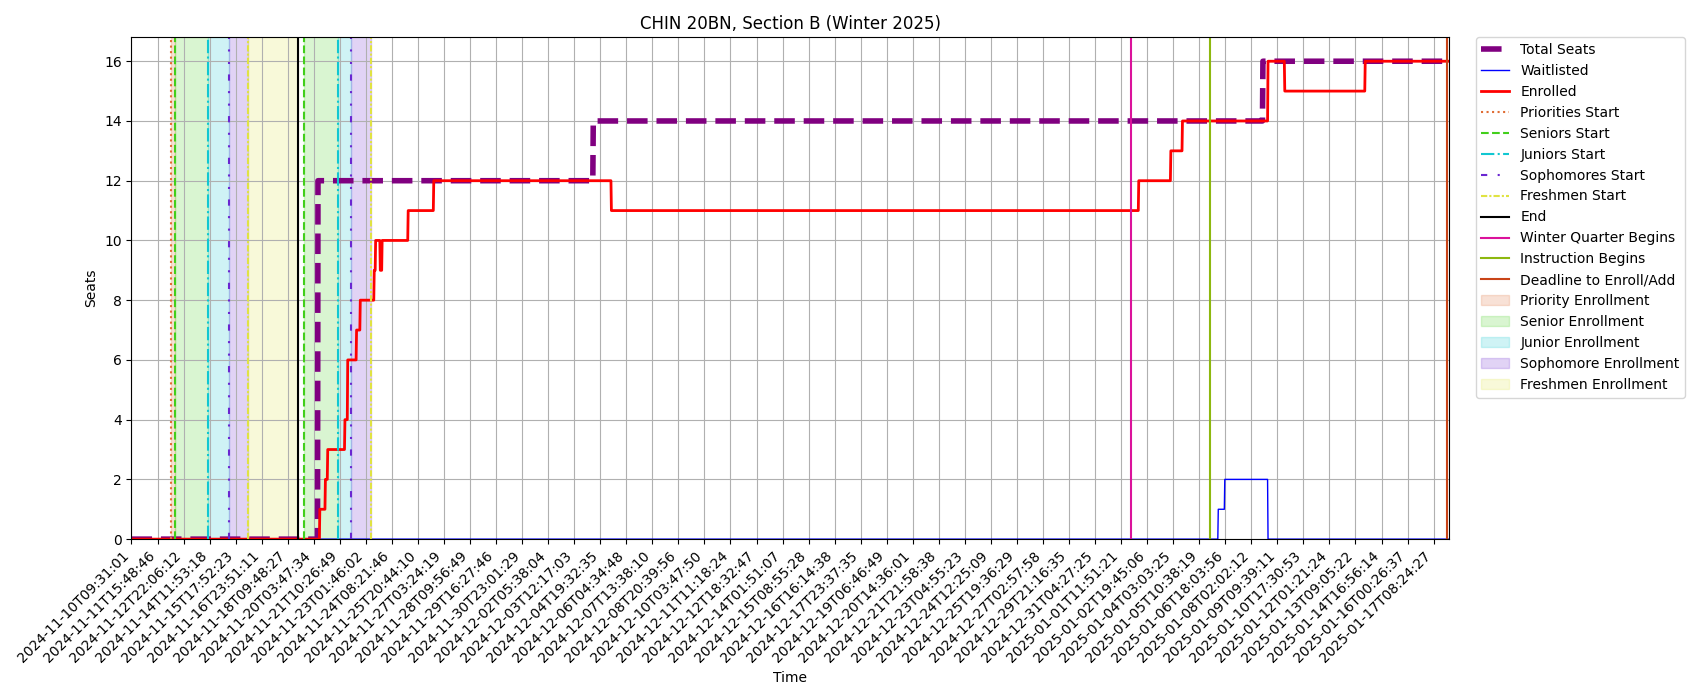 CHIN 20BN, Section B (Winter 2025)
Seats
16
14
12
10
8
6
4
2
0
2024-11-10T09:31:01
2024-11-11T15:48:46
2024-11-12T22:06:12
2024-11-14T11:53:18
2024-11-15T17:52:23
2024-11-16T23:51:11
2024-11-18T09:48:27
2024-11-20T03:47:34
2024-11-21T10:26:49
2024-11-23T01:46:02
2024-11-24T08:21:46
2024-11-25T20:44:10
2024-11-27T03:24:19
2024-11-28T09:56:49
2024-11-29T16:27:46
2024-11-30T23:01:29
2024-12-02T05:38:04
2024-12-03T12:17:03
2024-12-04T19:32:35
2024-12-06T04:34:48
2024-12-07T13:38:10
2024-12-08T20:39:56
2024-12-10T03:47:50
2024-12-11T11:18:24
2024-12-12T18:32:47
2024-12-14T01:51:07
2024-12-15T08:55:28
2024-12-16T16:14:38
2024-12-17T23:37:35
2024-12-19T06:46:49
2024-12-20T14:36:01
2024-12-21T21:58:38
2024-12-23T04:55:23
2024-12-24T12:25:09
2024-12-25T19:36:29
2024-12-27T02:57:58
2024-12-29T21:16:35
2024-12-31T04:27:25
2025-01-01T11:51:21
2025-01-02T19:45:06
2025-01-04T03:03:25
2025-01-05T10:38:19
2025-01-06T18:03:56
2025-01-08T02:02:12
2025-01-09T09:39:11
2025-01-10T17:30:53
2025-01-12T01:21:24
2025-01-13T09:05:22
2025-01-14T16:56:14
2025-01-16T00:26:37
2025-01-17T08:24:27
Time
Total Seats
Waitlisted
Enrolled
Priorities Start
Seniors Start
Juniors Start
Sophomores Start
Freshmen Start
End
Winter Quarter Begins
Instruction Begins
Deadline to Enroll/Add
Priority Enrollment
Senior Enrollment
Junior Enrollment
Sophomore Enrollment
Freshmen Enrollment